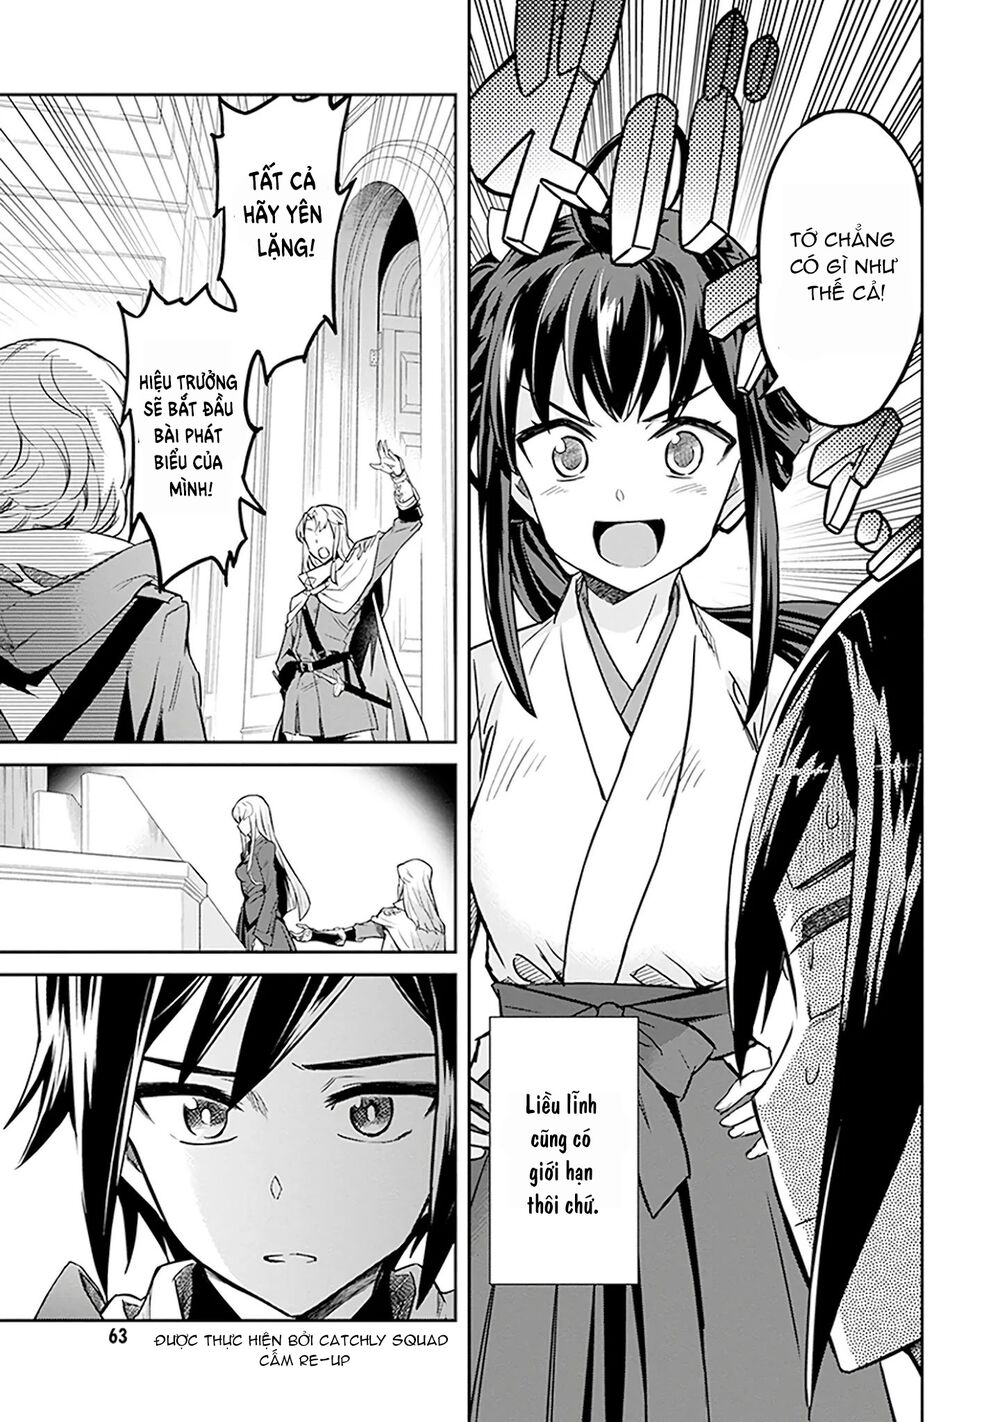 TỚ CHẲNG
CÓ GÌ NHƯ
THẾ CẢ!
Liều lĩnh
cũng có
giới hạn
thôi chứ.
TẤT CẢ
HÃY YÊN
LẶNG!
HIỆU TRƯỞNG
SẼ BẮT ĐẦU
BÀI PHÁT
BIỂU CỦA
MÌNH!
63
ĐƯỢC THỰC HIỆN BỞI CATCHLY SQUAD
CẤM RE-UP